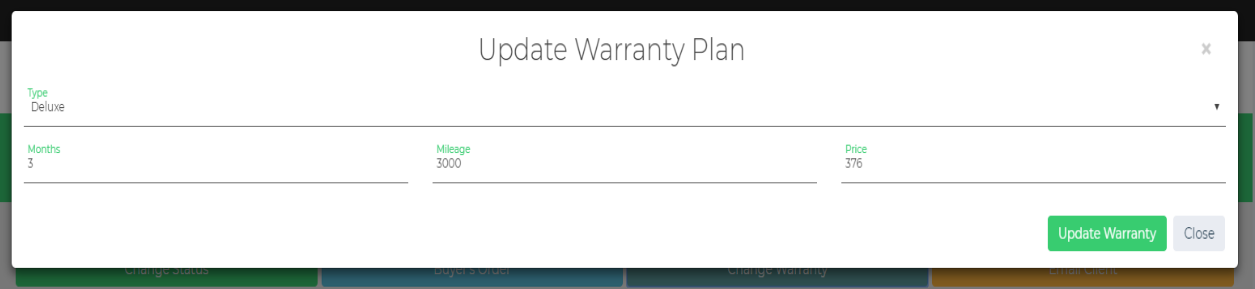 Update Warranty Plan
×
Type
Deluxe
▼
Months
3
Mileage
3000
Price
376
Update Warranty
Close
Change Status
Buyer's Order
Change Warranty
Email Client